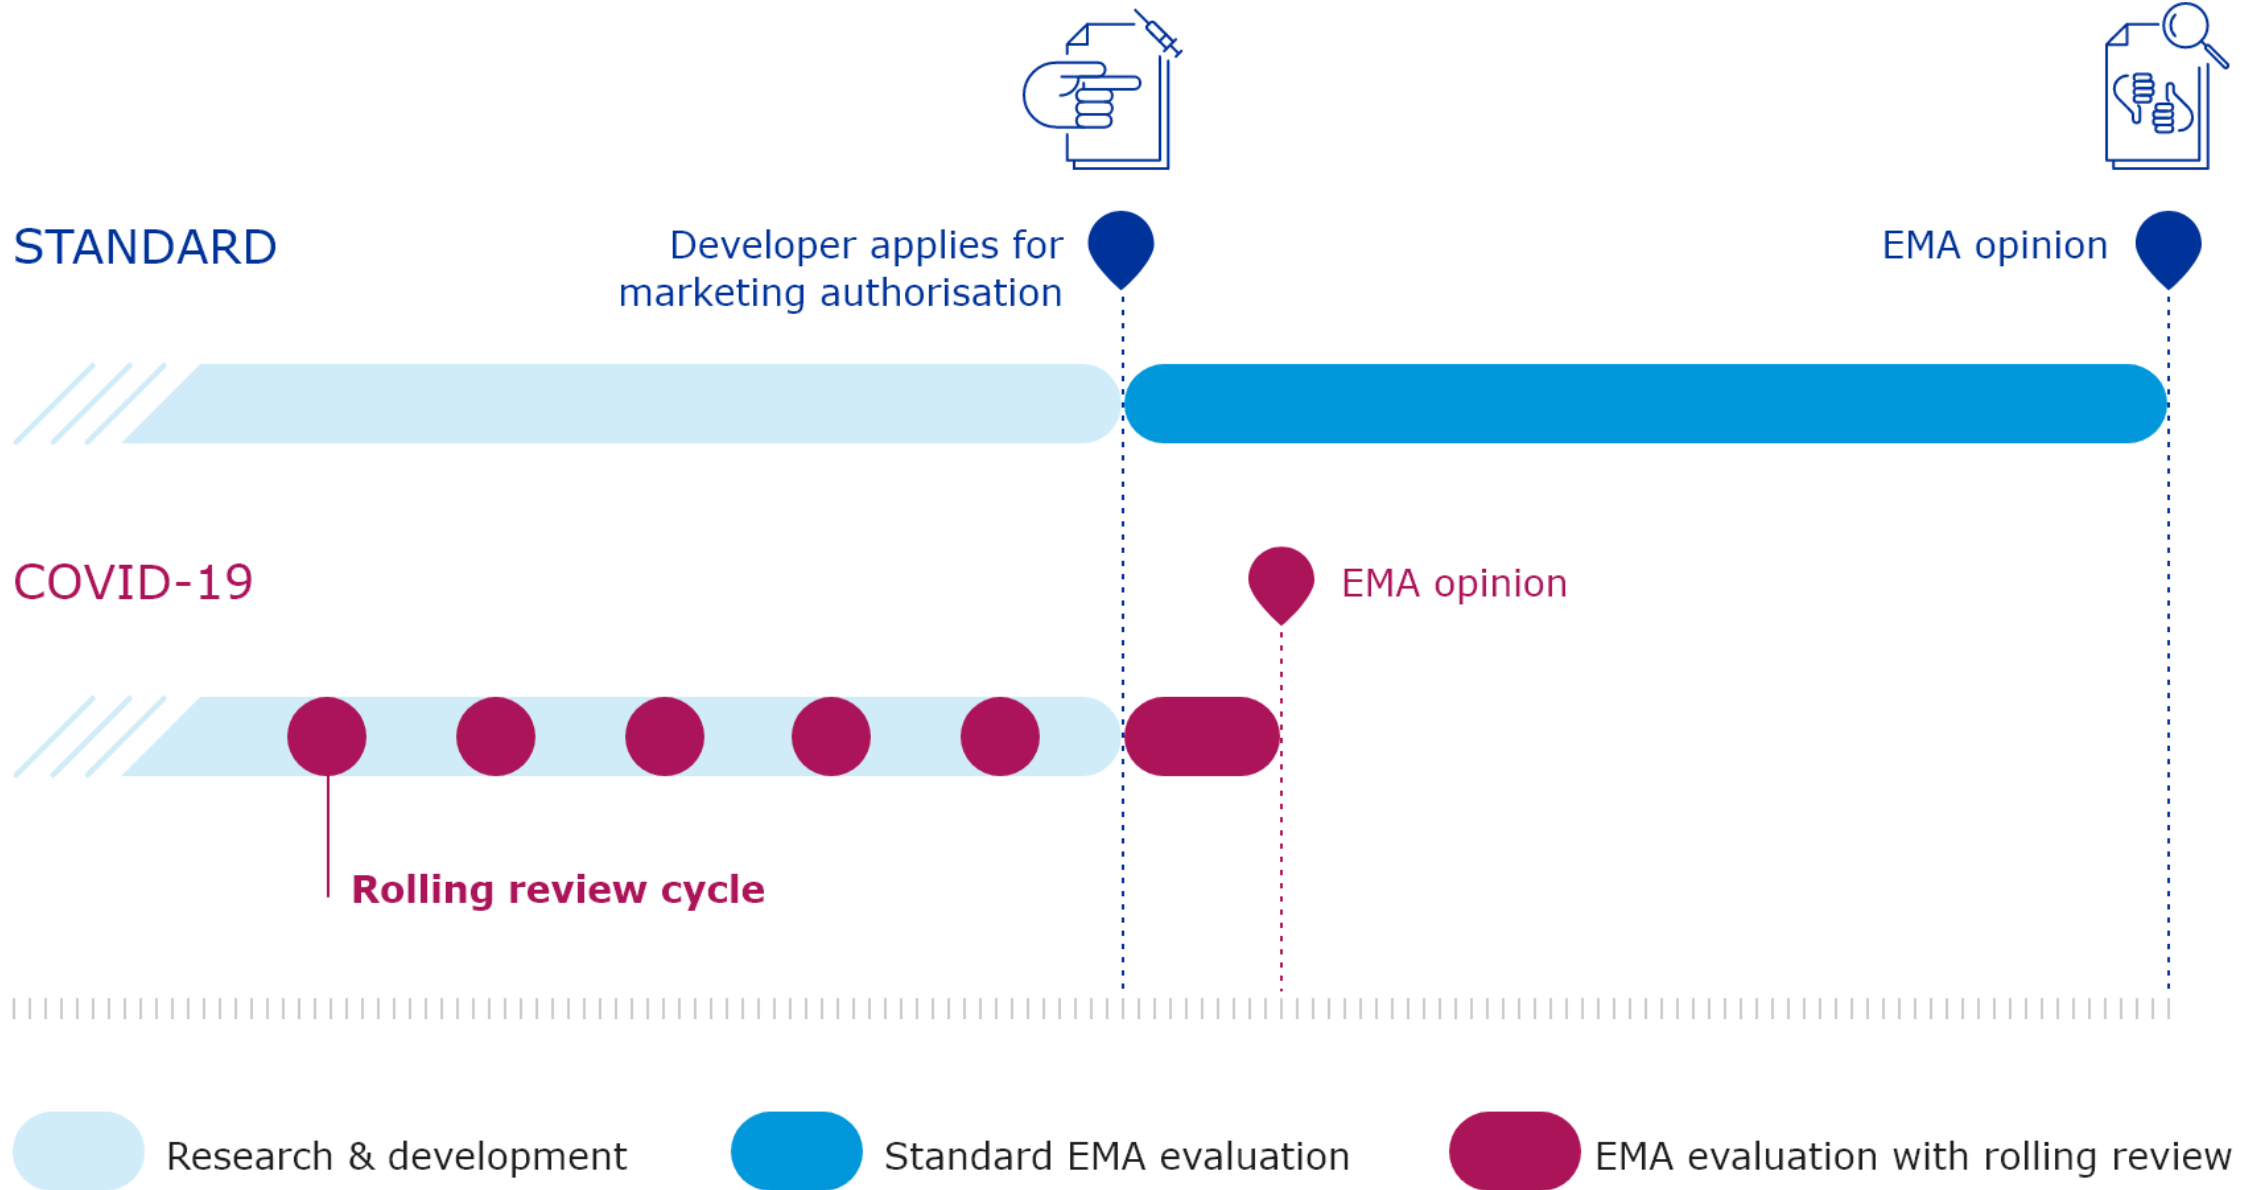 STANDARD
Developer applies for
marketing authorisation
EMA opinion
COVID-19
EMA opinion
Rolling review cycle
Research & development
Standard EMA evaluation
EMA evaluation with rolling review